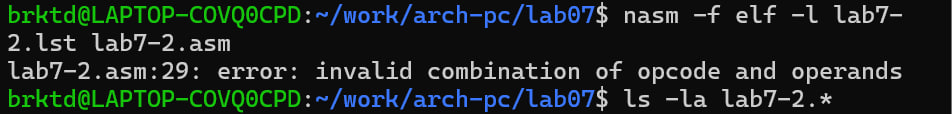 brktd@LAPTOP-COVQ0CPD:~/work/arch-pc/lab07$ nasm -f elf -l lab7-
2.lst lab7-2.asm
lab7-2.asm:29: error: invalid combination of opcode and operands
brktd@LAPTOP-COVQ0CPD:~/work/arch-pc/lab07$ ls -la lab7-2.*